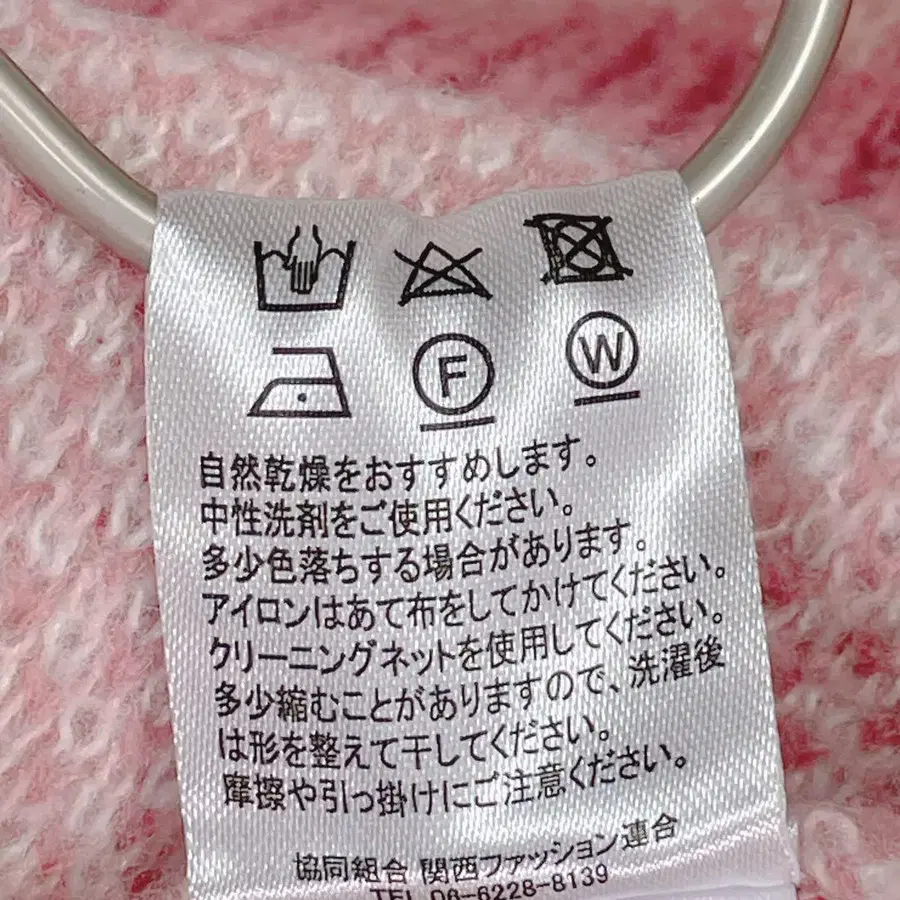 F
W
自然乾燥をおすすめします。
中性洗剤をご使用ください。
多少色落ちする場合があります。
アイロンはあて布をしてかけてください。
クリーニングネットを使用してください。
多少縮むことがありますので、洗濯後
は形を整えて干してください。
摩擦や引っ掛けにご注意ください。
協同組合 関西ファッション連合
TEL 06-6228-8139